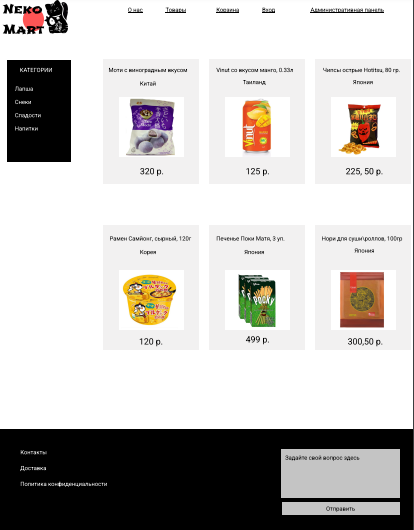 NEKO
MART
О нас
Товары
Корзина
Вход
Административная панель
КАТЕГОРИИ
Лапша
Снеки
Сладости
Напитки
Моти с виноградным вкусом
Китай
320 р.
Vinut со вкусом манго, 0.33л
Таиланд
Vinut
125 р.
Чипсы острые Hotitsu, 80 гр.
Япония
225, 50 р.
Рамен Самйонг, сырный, 120г
Корея
120 р.
Печенье Поки Матя, 3 уп.
Япония
POCKY
499 р.
Нори для суши\роллов, 100гр
Япония
300,50 р.
Контакты
Доставка
Политика конфиденциальности
Задайте свой вопрос здесь
Отправить